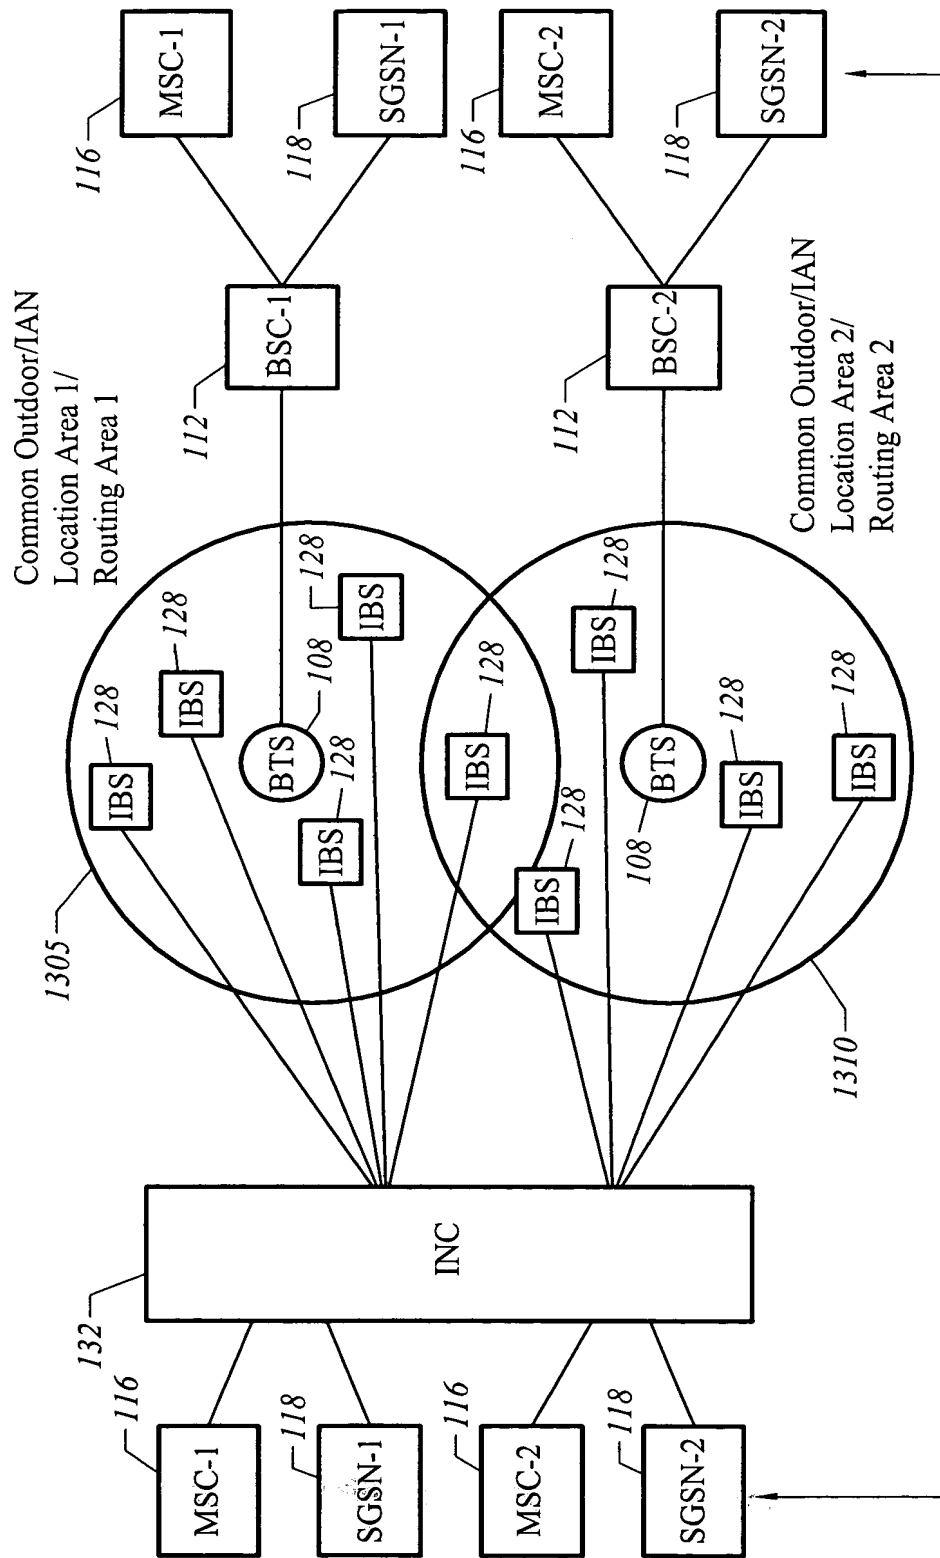 116
MSC-1
118
SGSN-1
116
MSC-2
118
SGSN-2
Common Outdoor/IAN
Location Area 1/
Routing Area 1
112
BSC-1
112
BSC-2
Common Outdoor/IAN
Location Area 2/
Routing Area 2
128
IBS
128
IBS
128
IBS
108
BTS
128
IBS
128
IBS
128
IBS
128
IBS
108
BTS
128
IBS
128
IBS
1305
1310
132
INC
116
MSC-1
118
SGSN-1
116
MSC-2
118
SGSN-2